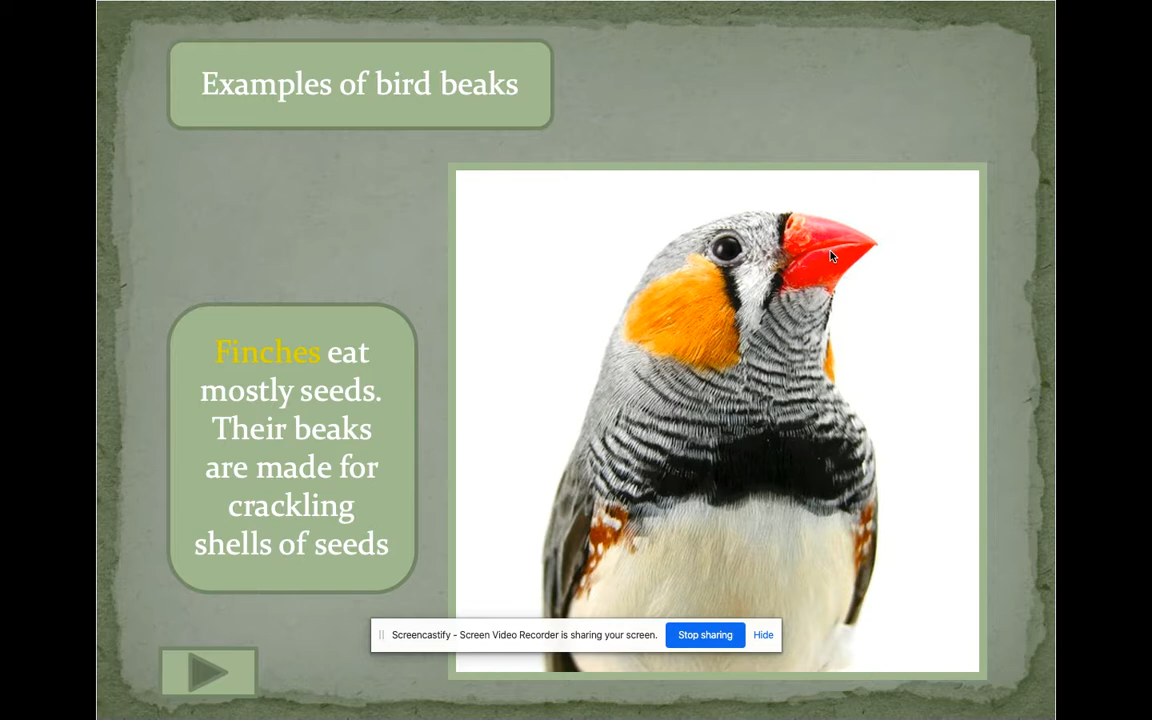 Examples of bird beaks
Finches eat
mostly seeds.
Their beaks
are made for
crackling
shells of seeds
Screencastify - Screen Video Recorder is sharing your screen.
Stop sharing
Hide